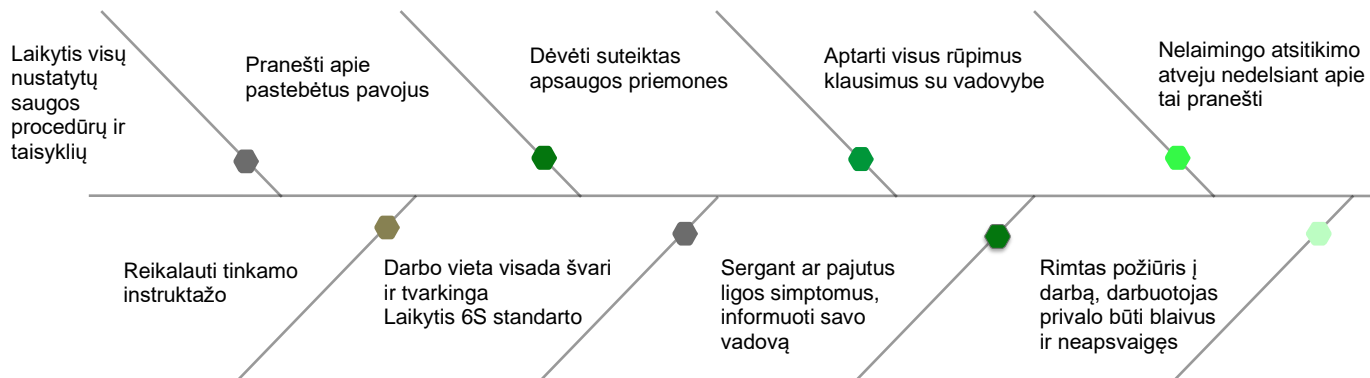 Laikytis visų
nustatytų
saugos
procedūrų ir
taisyklių
Pranešti apie
pastebėtus pavojus
Dėvėti suteiktas
apsaugos priemones
Aptarti visus rūpimus
klausimus su vadovybe
Nelaimingo atsitikimo
atveju nedelsiant apie
tai pranešti
Reikalauti tinkamo
instruktažo
Darbo vieta visada švari
ir tvarkinga
Laikytis 6S standarto
Sergant ar pajutus
ligos simptomus,
informuoti savo
vadovą
Rimtas požiūris į
darbą, darbuotojas
privalo būti blaivus
ir neapsvaigęs